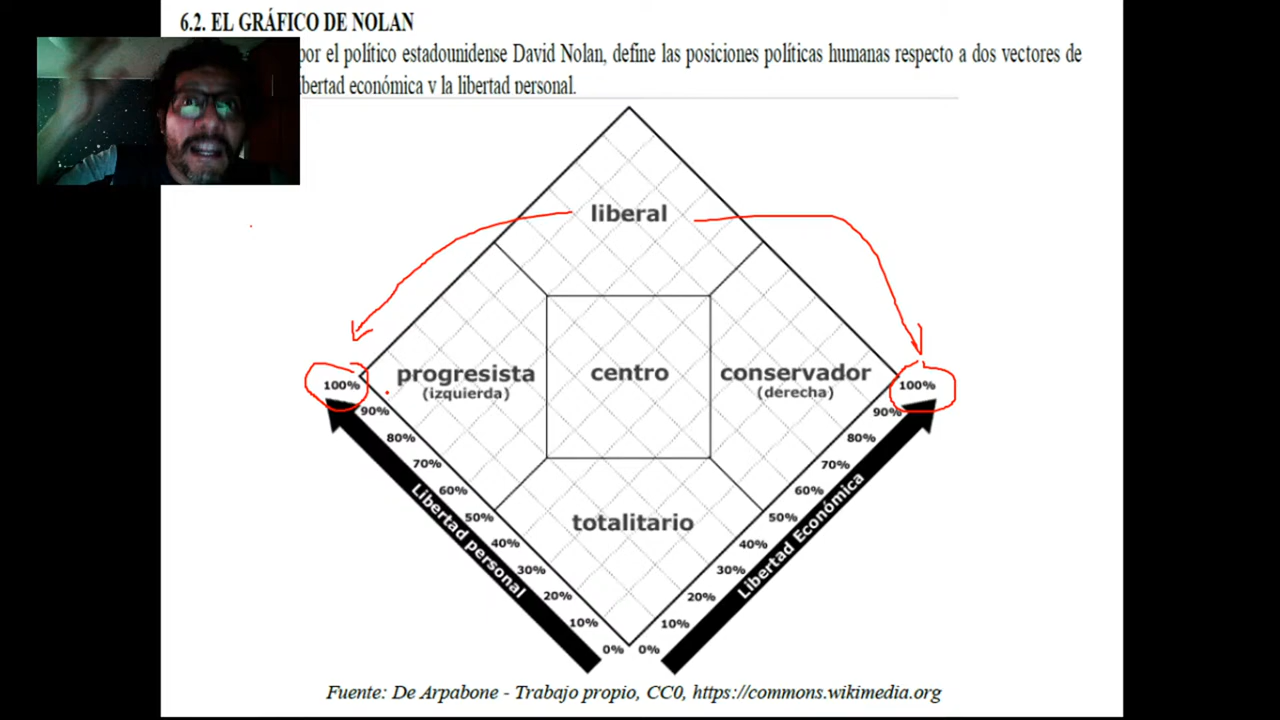 6.2. EL GRÁFICO DE NOLAN
por el político estadounidense David Nolan, define las posiciones políticas humanas respecto a dos vectores de
libertad económica y la libertad personal.
liberal
progresista
(izquierda)
centro
conservador
(derecha)
totalitario
100%
90%
80%
70%
60%
50%
40%
30%
20%
10%
0%
Libertad personal
100%
90%
80%
70%
60%
50%
40%
30%
20%
10%
0%
Libertad Económica
Fuente: De Arpabone - Trabajo propio, CC0, https://commons.wikimedia.org